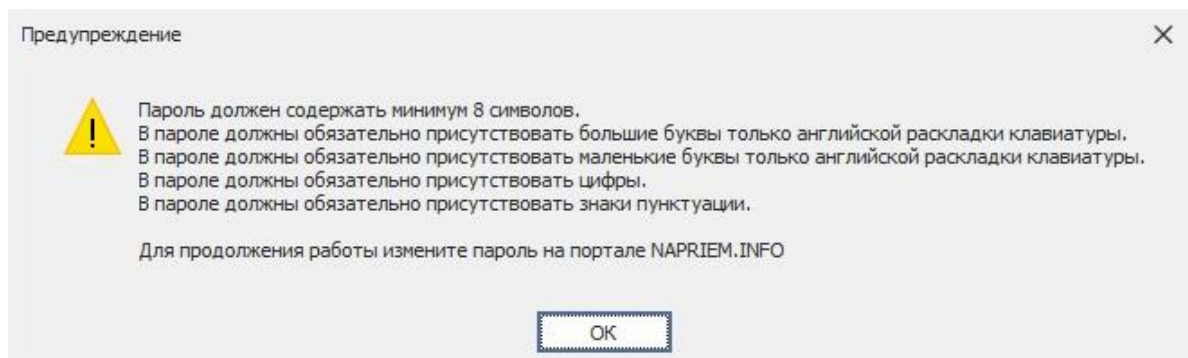 Предупреждение
Пароль должен содержать минимум 8 символов.
В пароле должны обязательно присутствовать большие буквы только английской раскладки клавиатуры.
В пароле должны обязательно присутствовать маленькие буквы только английской раскладки клавиатуры.
В пароле должны обязательно присутствовать цифры.
В пароле должны обязательно присутствовать знаки пунктуации.
Для продолжения работы измените пароль на портале NAPRIEM.INFO
ОК